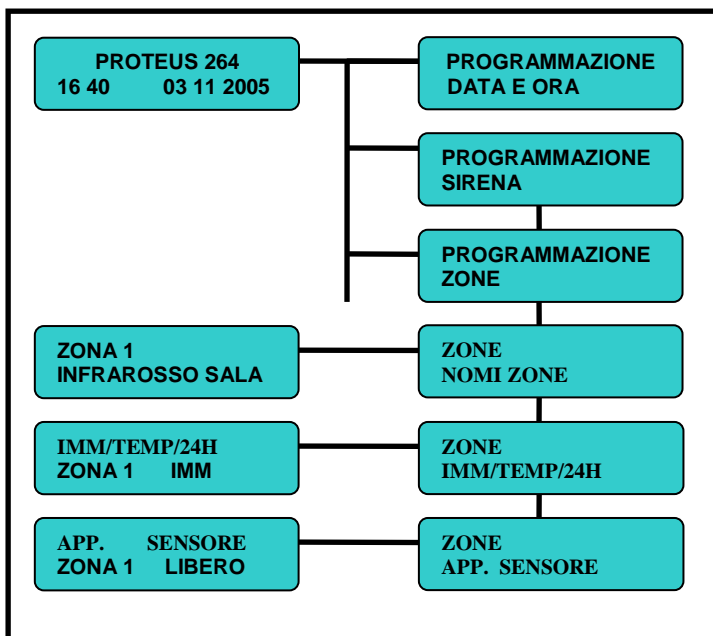 PROTEUS 264
16 40 03 11 2005
PROGRAMMAZIONE
DATA E ORA
PROGRAMMAZIONE
SIRENA
PROGRAMMAZIONE
ZONE
ZONA 1
INFRAROSSO SALA
ZONE
NOMI ZONE
IMM/TEMP/24H
ZONA 1 IMM
ZONE
IMM/TEMP/24H
APP. SENSORE
ZONA 1 LIBERO
ZONE
APP. SENSORE